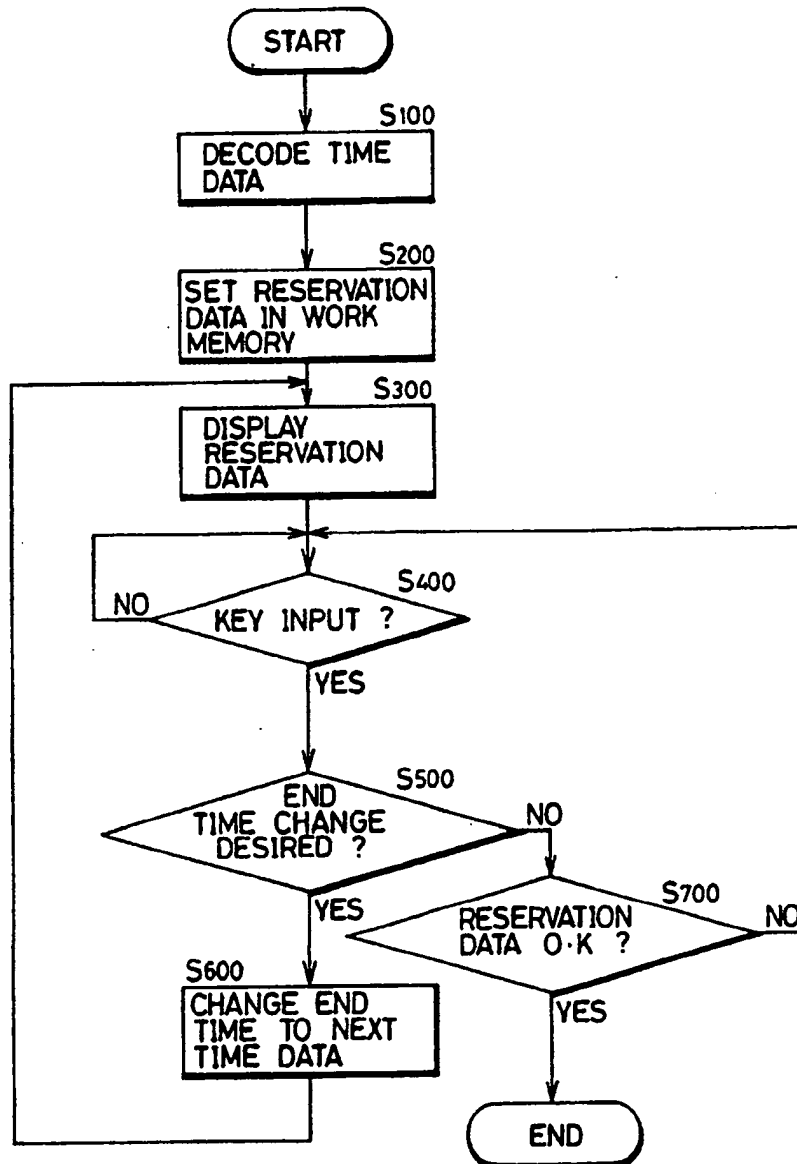 START
S100
DECODE TIME
DATA
S200
SET RESERVATION
DATA IN WORK
MEMORY
S300
DISPLAY
RESERVATION
DATA
S400
NO
KEY INPUT ?
YES
S500
END
TIME CHANGE
DESIRED ?
NO
YES
S700
RESERVATION
DATA O·K ?
NO
YES
S600
CHANGE END
TIME TO NEXT
TIME DATA
END